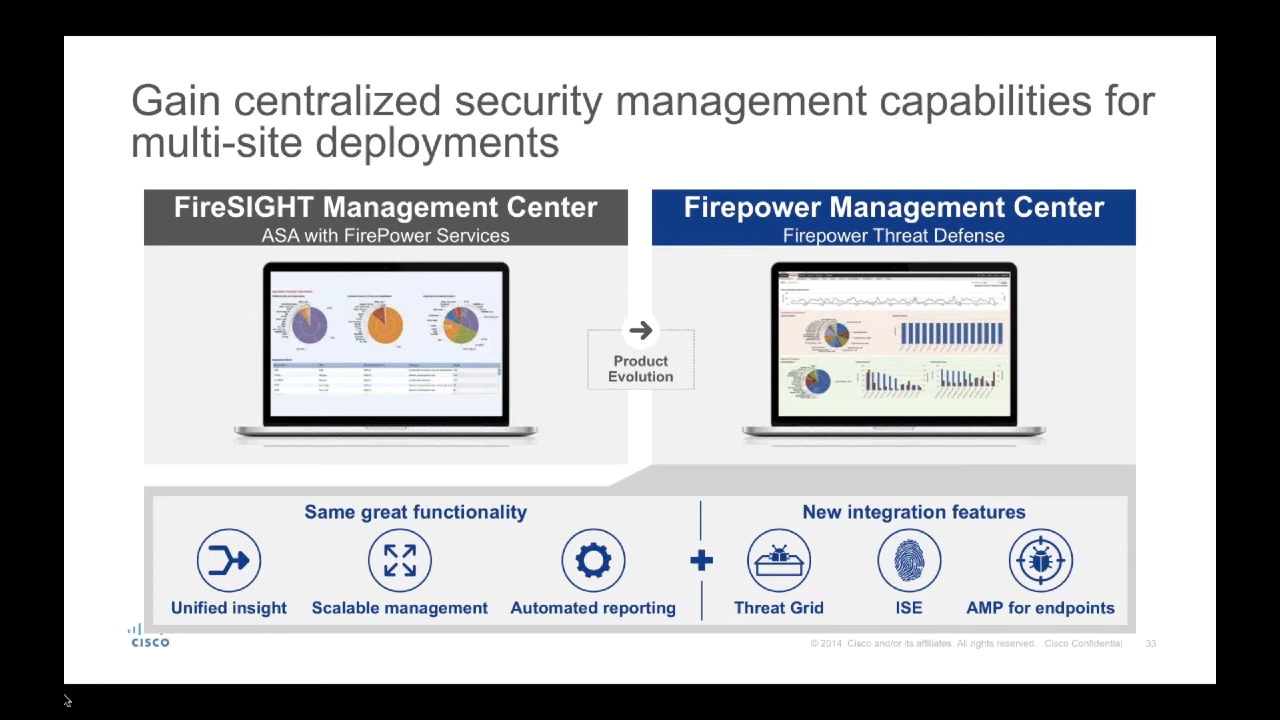 Gain centralized security management capabilities for
multi-site deployments
FireSIGHT Management Center
ASA with FirePower Services
Firepower Management Center
Firepower Threat Defense
Product
Evolution
Same great functionality
New integration features
Unified insight
Scalable management
Automated reporting
Threat Grid
ISE
AMP for endpoints
CISCO
© 2014 Cisco and/or its affiliates. All rights reserved. Cisco Confidential 33